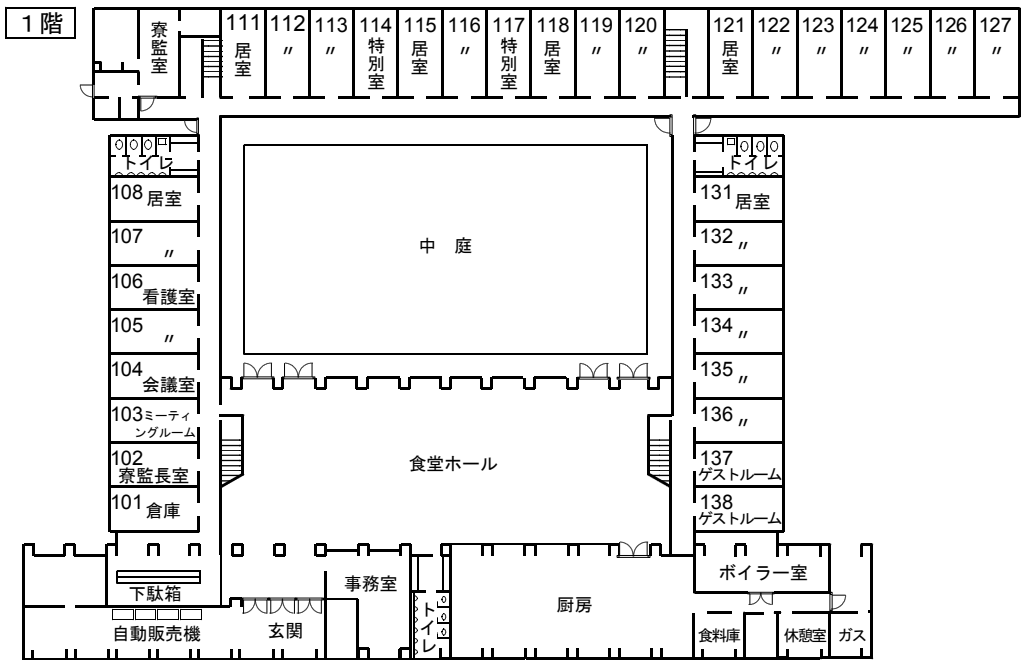 1階
寮監室
111 居室
112 〃
113 〃
114 特別室
115 居室
116 〃
117 特別室
118 居室
119 〃
120 〃
121 居室
122 〃
123 〃
124 〃
125 〃
126 〃
127 〃
トイレ
108 居室
107 〃
106 看護室
105 〃
104 会議室
103 ミーティ
ングルーム
102
寮監長室
101 倉庫
中 庭
食堂ホール
トイレ
131 居室
132 〃
133 〃
134 〃
135 〃
136 〃
137
ゲストルーム
138
ゲストルーム
下駄箱
自動販売機
玄関
事務室
トイレ
厨房
ボイラー室
食料庫
休憩室
ガス